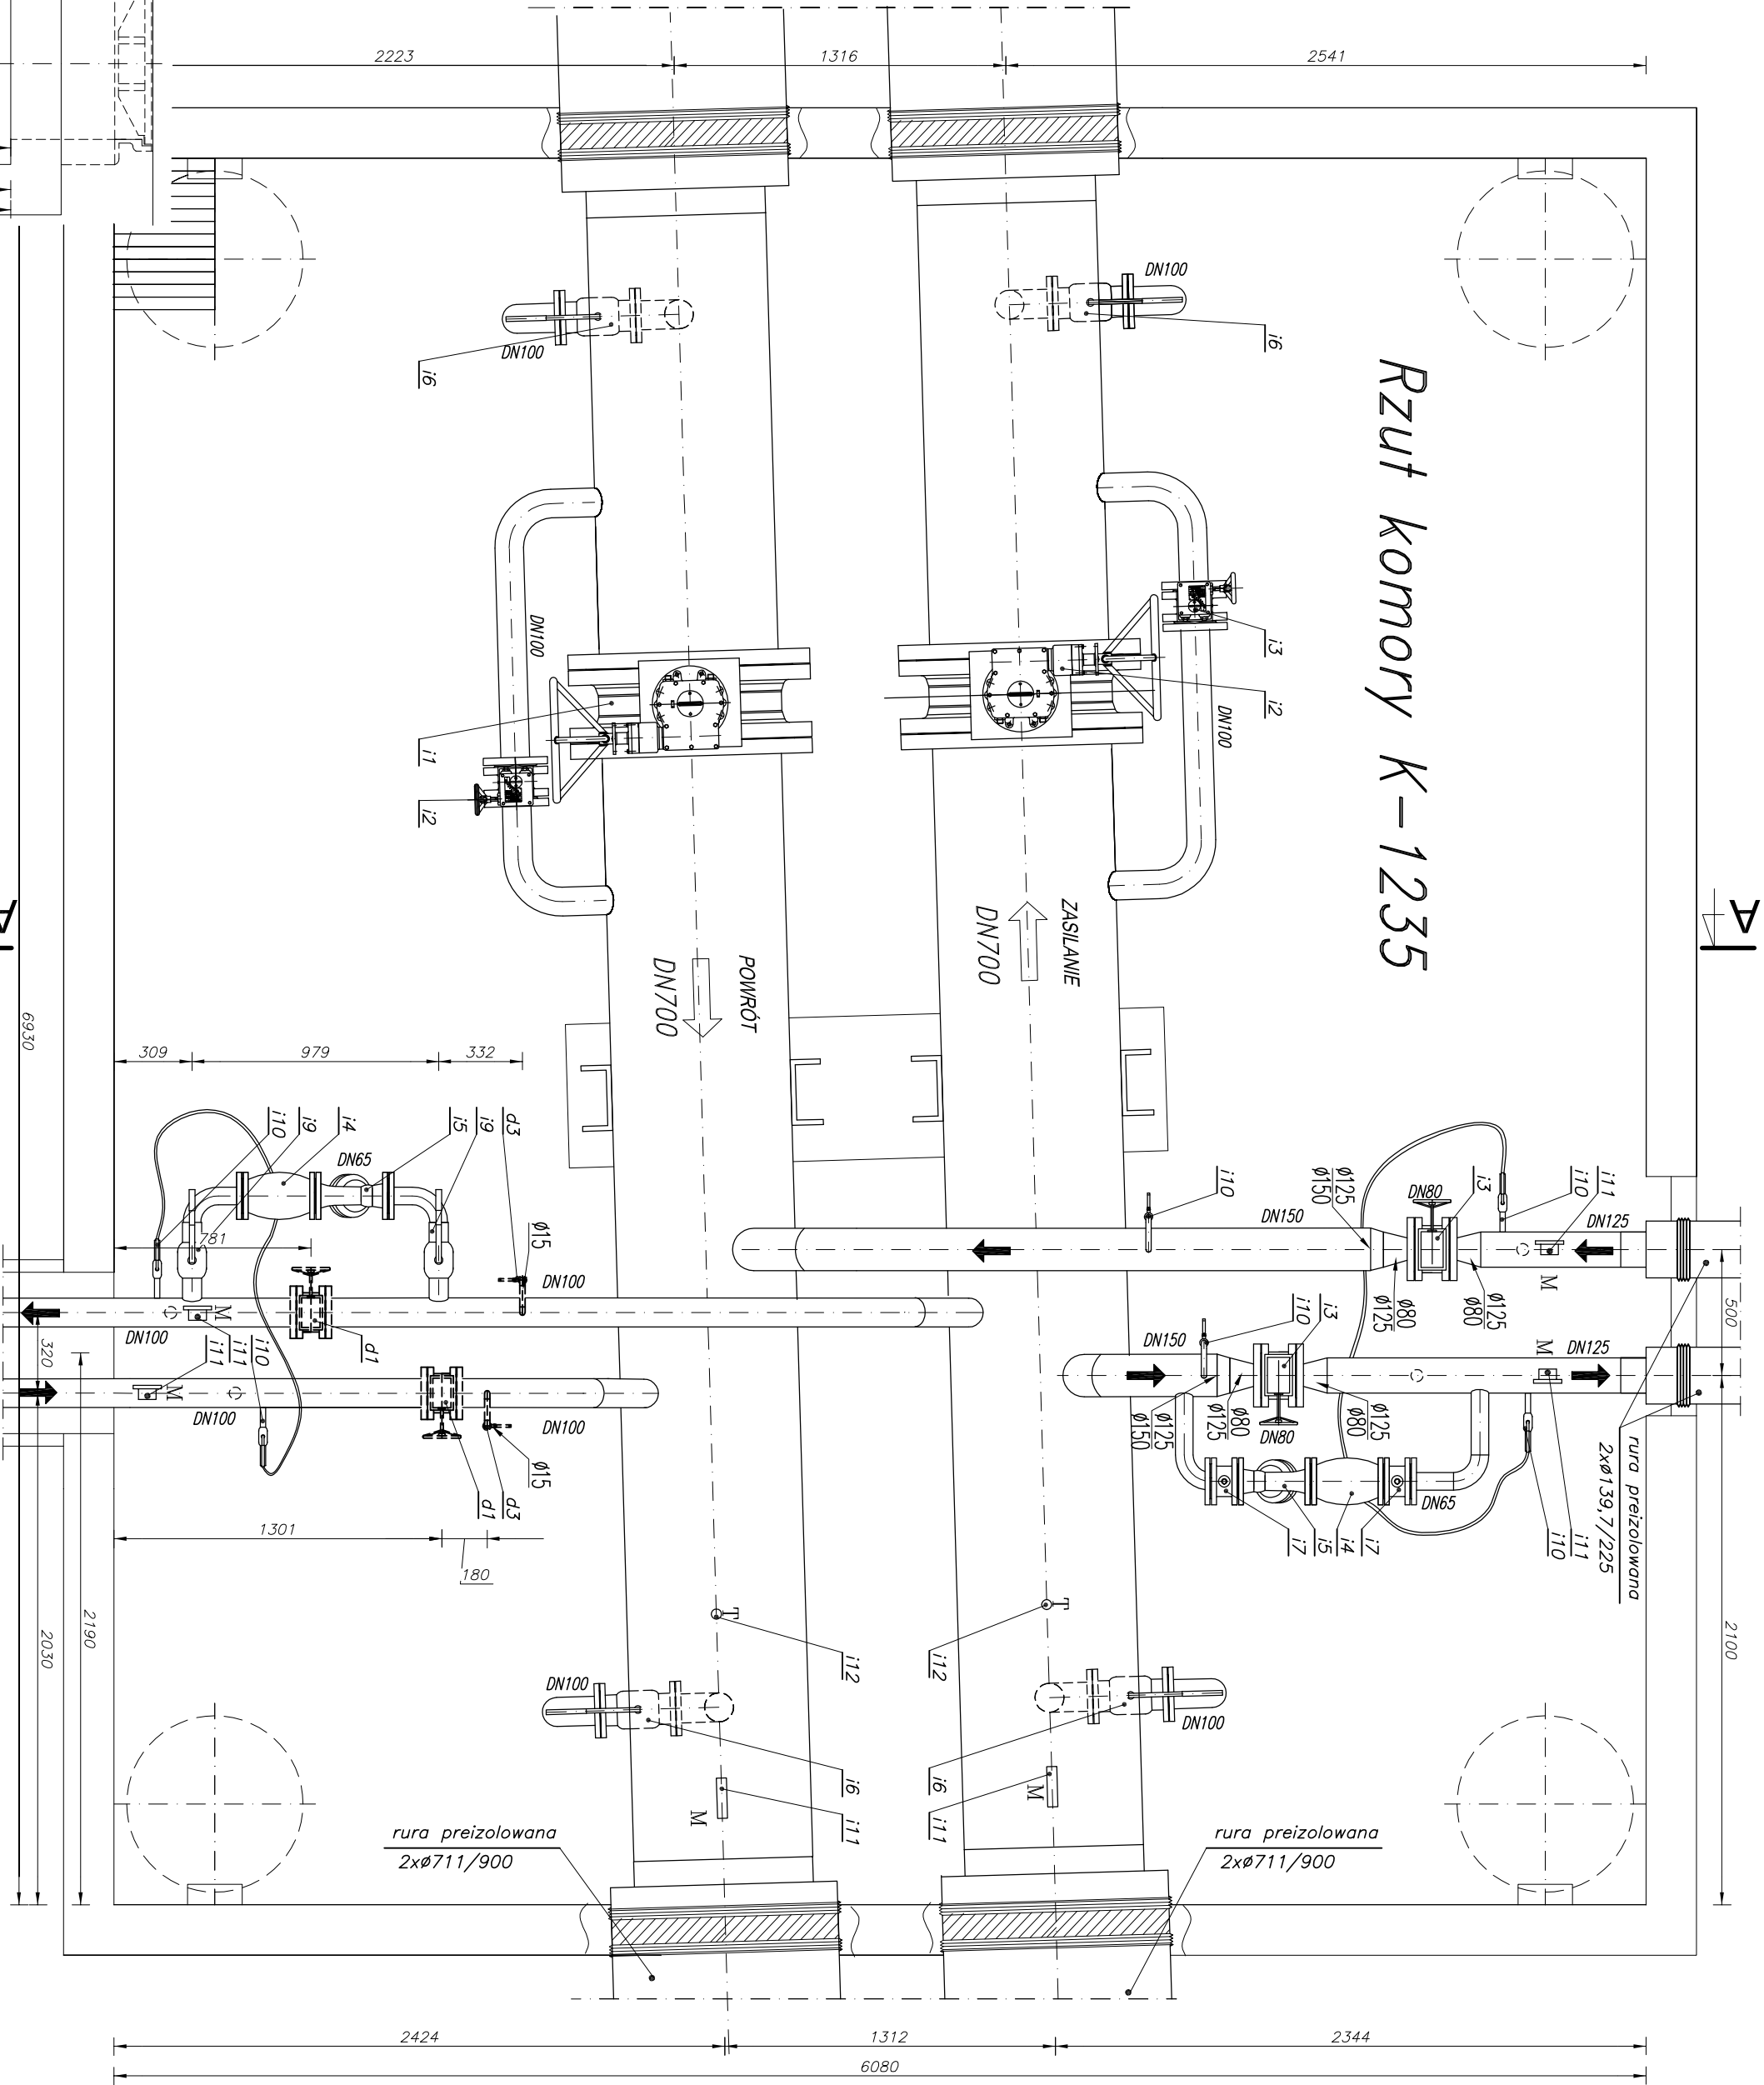 2223
1316
2541
DN100
DN100
i6
i6
Rzut komory K-1235
DN100
i3
i2
DN100
i1
i2
A
A
ZASILANIE
DN700
POWRÓT
DN700
6930
309
979
332
i10
i9
i4
i5
i9
d3
DN65
781
ø15
DN100
M
DN100
i11
i11
i10
d1
320
M
DN100
DN100
ø15
d1
d3
1301
180
2190
2030
i10
ø125
ø150
DN150
DN80
i3
i10
i11
DN125
M
ø80
ø125
ø125
ø80
500
i3
i10
DN150
M
DN125
ø125
ø150
ø80
ø125
ø125
ø80
DN80
DN65
i7
i5
i4
i7
i11
i10
rura preizolowana
2xø139,7/225
2100
i12
i12
DN100
DN100
i6
i11
i6
i11
M
M
rura preizolowana
2xø711/900
rura preizolowana
2xø711/900
2424
1312
2344
6080